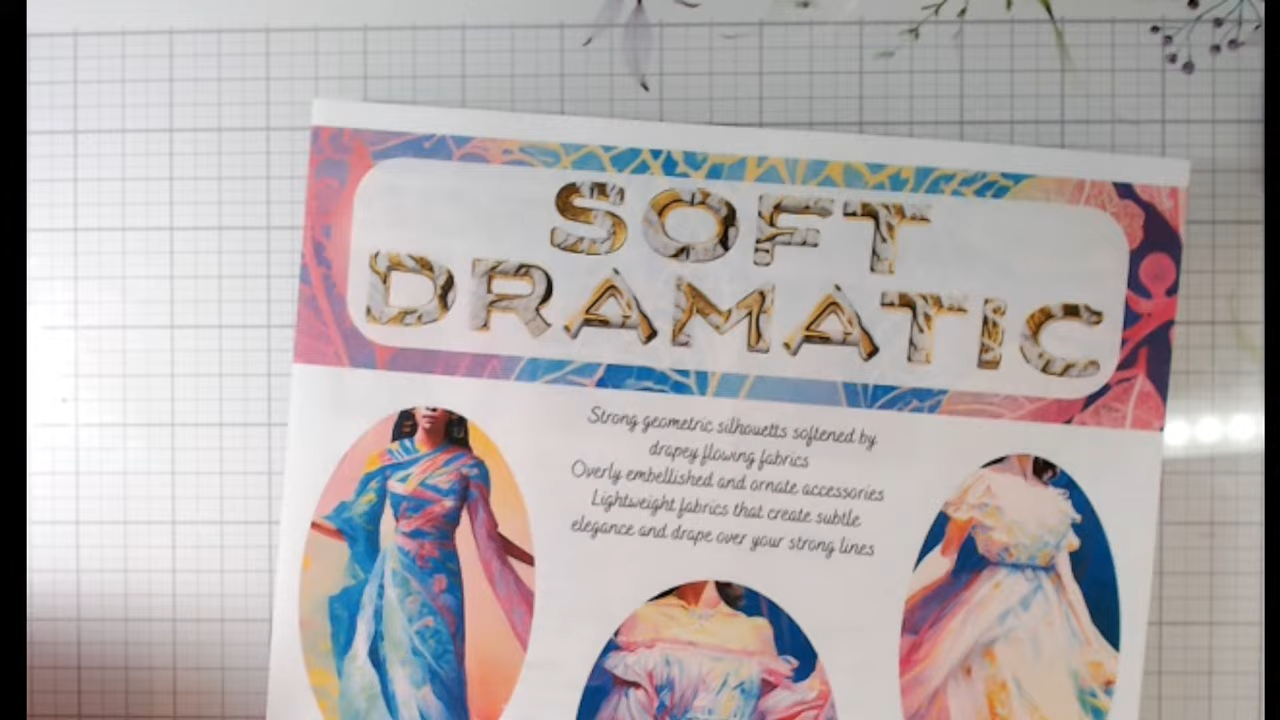 SOFT
DRAMATIC
Strong geometric silhouetts softened by
drapey flowing fabrics
Overly embellished and ornate accessories
Lightweight fabrics that create subtle
elegance and drape over your strong lines